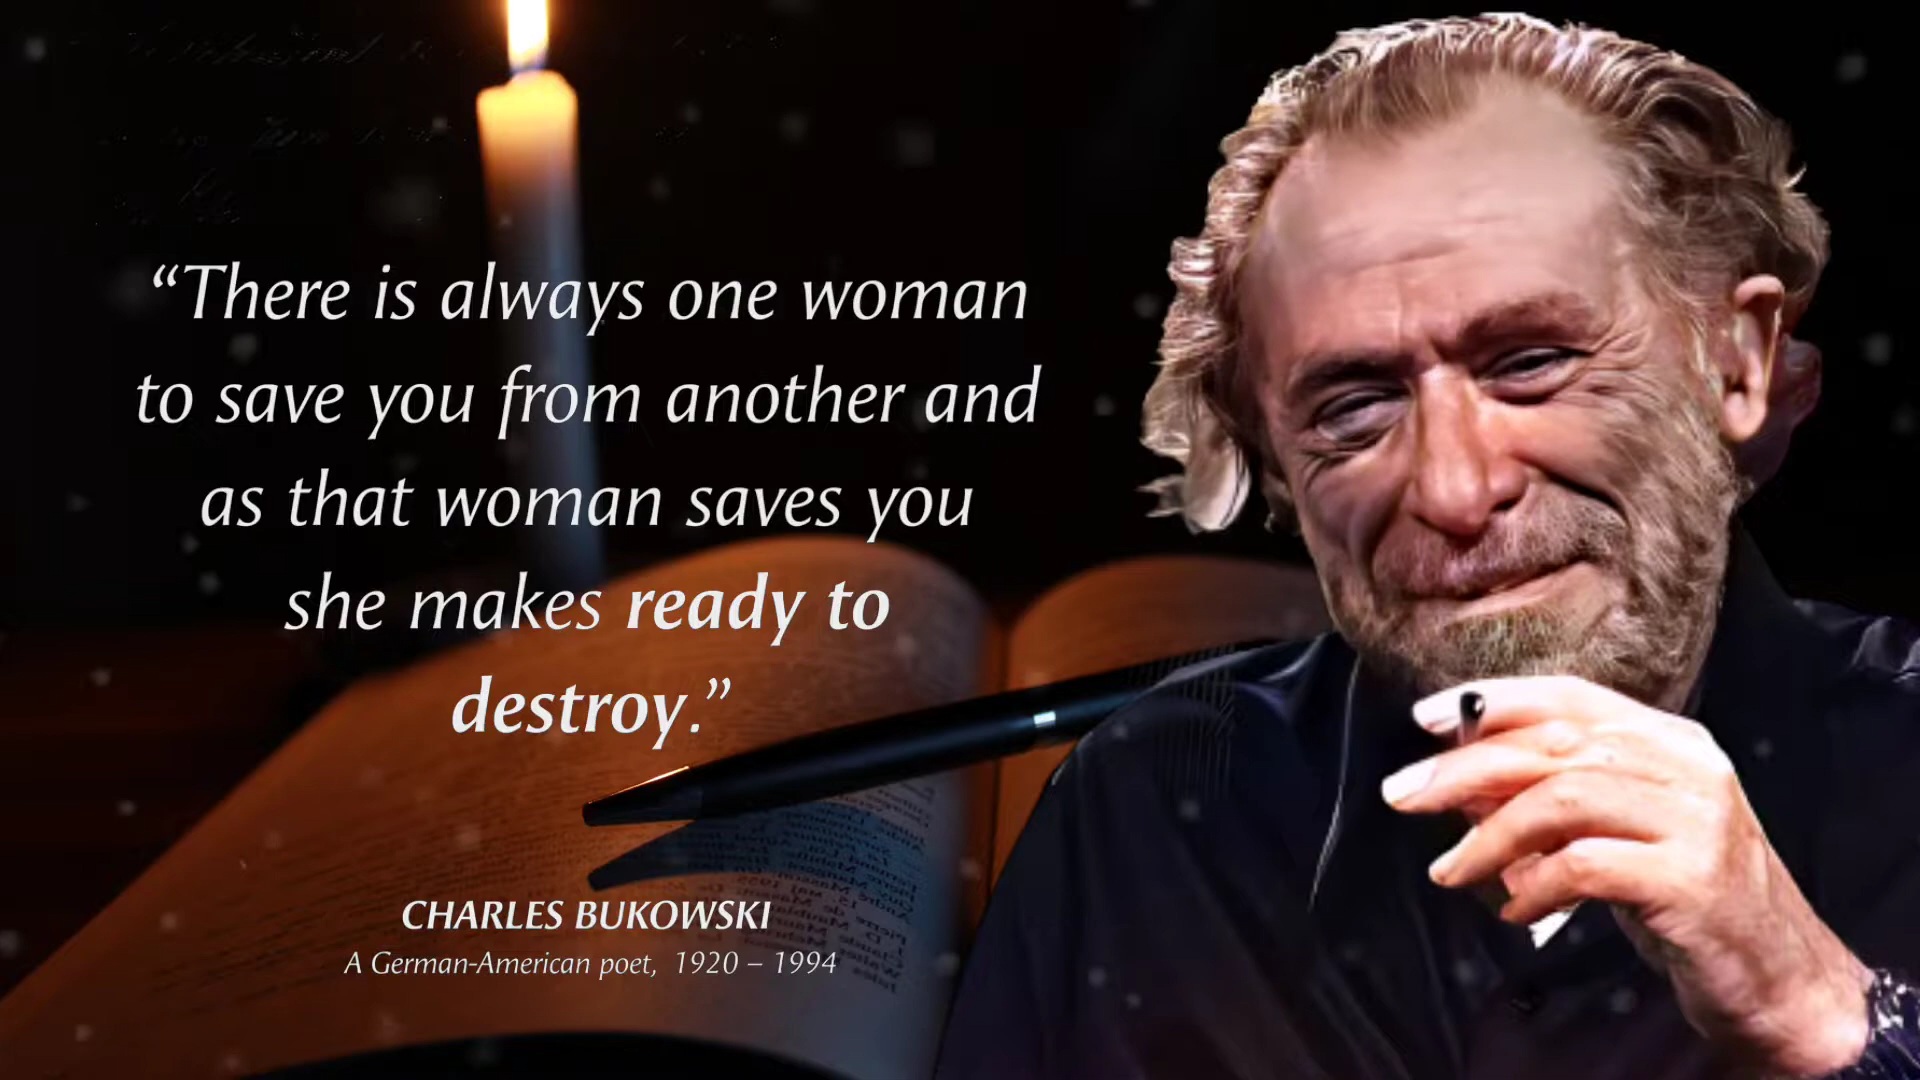 “There is always one woman
to save you from another and
as that woman saves you
she makes ready to
destroy.”
CHARLES BUKOWSKI
A German-American poet, 1920 – 1994